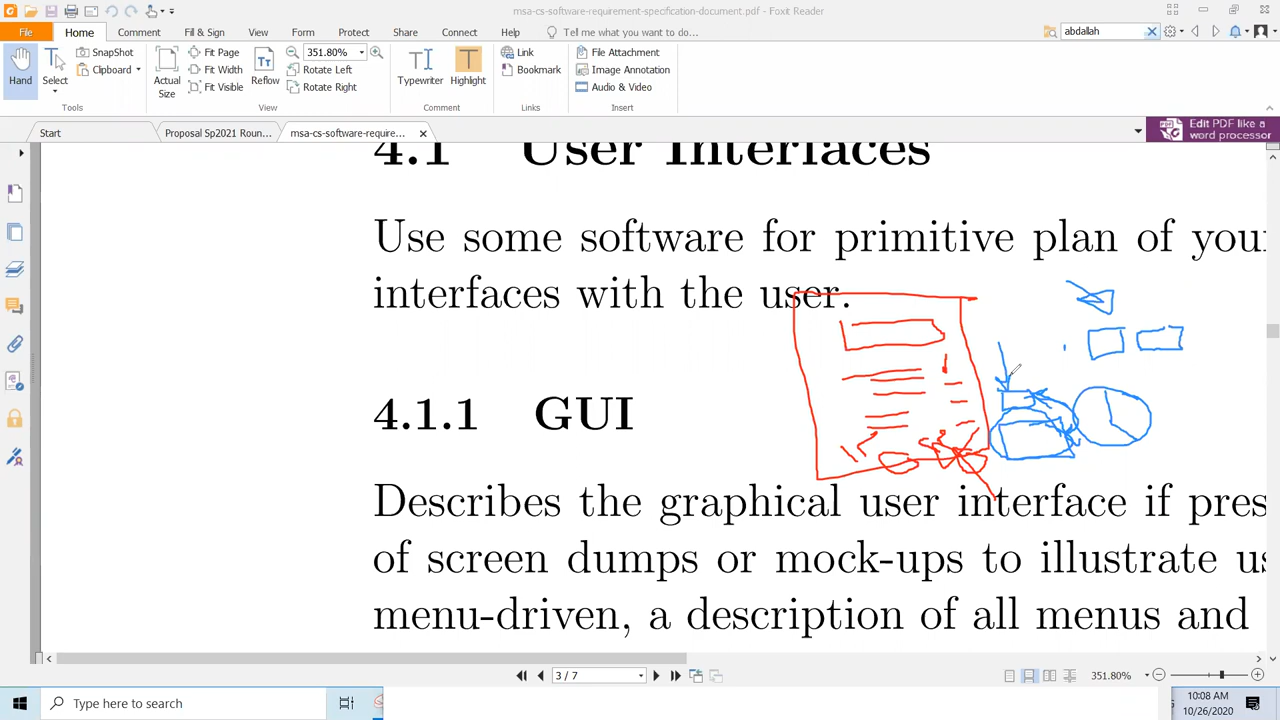 msa-cs-software-requirement-specification-document.pdf - Foxit Reader
File Home Comment Fill & Sign View Form Protect Share Connect Help Tell me what you want to do... abdallah
Hand
Select
SnapShot
Clipboard
Tools
Actual
Size
Fit Page
Fit Width
Fit Visible
Reflow
351.80%
Rotate Left
Rotate Right
View
Typewriter
Highlight
Comment
Link
Bookmark
Links
File Attachment
Image Annotation
Audio & Video
Insert
Start
Proposal Sp2021 Roun...
msa-cs-software-require...
Edit PDF like a
word processor
4.1 User Interfaces
Use some software for primitive plan of your
interfaces with the user.
4.1.1 GUI
Describes the graphical user interface if pres
of screen dumps or mock-ups to illustrate us
menu-driven, a description of all menus and
3 / 7
351.80%
Type here to search
10:08 AM
10/26/2020